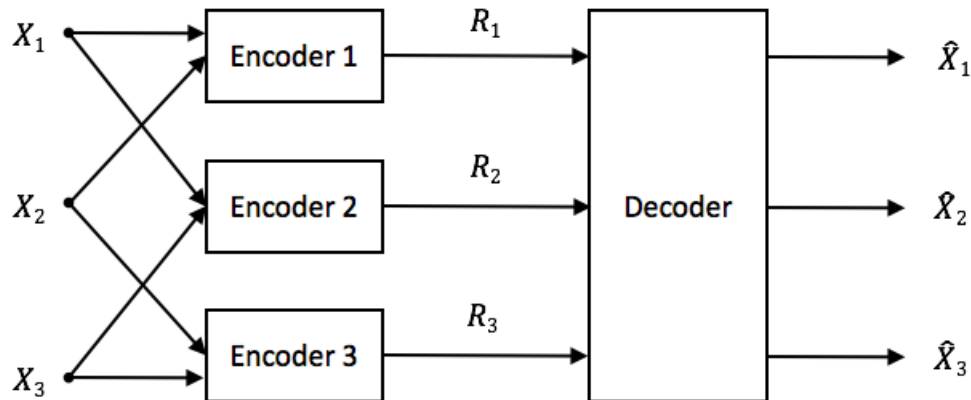 X₁ Encoder 1 R₁ X̂₁
X₂ Encoder 2 R₂ Decoder X̂₂
X₃ Encoder 3 R₃ X̂₃